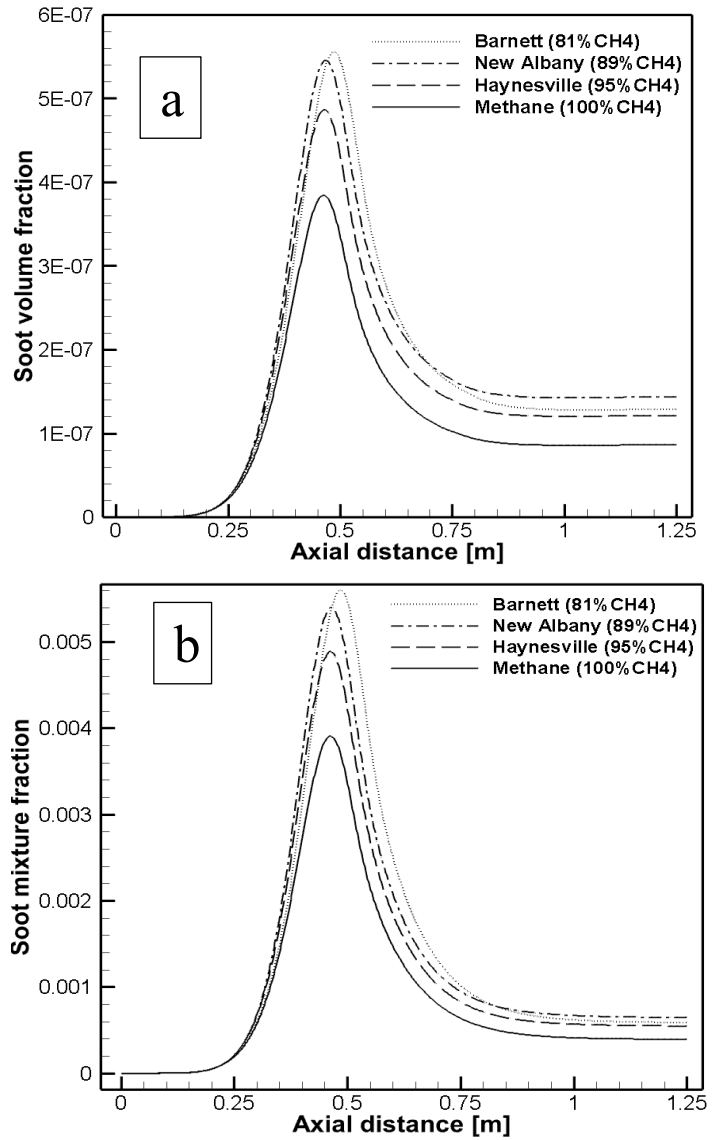 6E-07
5E-07
4E-07
3E-07
2E-07
1E-07
0
Soot volume fraction
a
Barnett (81%CH4)
New Albany (89%CH4)
Haynesville (95%CH4)
Methane (100%CH4)
0 0.25 0.5 0.75 1 1.25
Axial distance [m]
0.005
0.004
0.003
0.002
0.001
0
Soot mixture fraction
b
Barnett (81%CH4)
New Albany (89%CH4)
Haynesville (95%CH4)
Methane (100%CH4)
0 0.25 0.5 0.75 1 1.25
Axial distance [m]